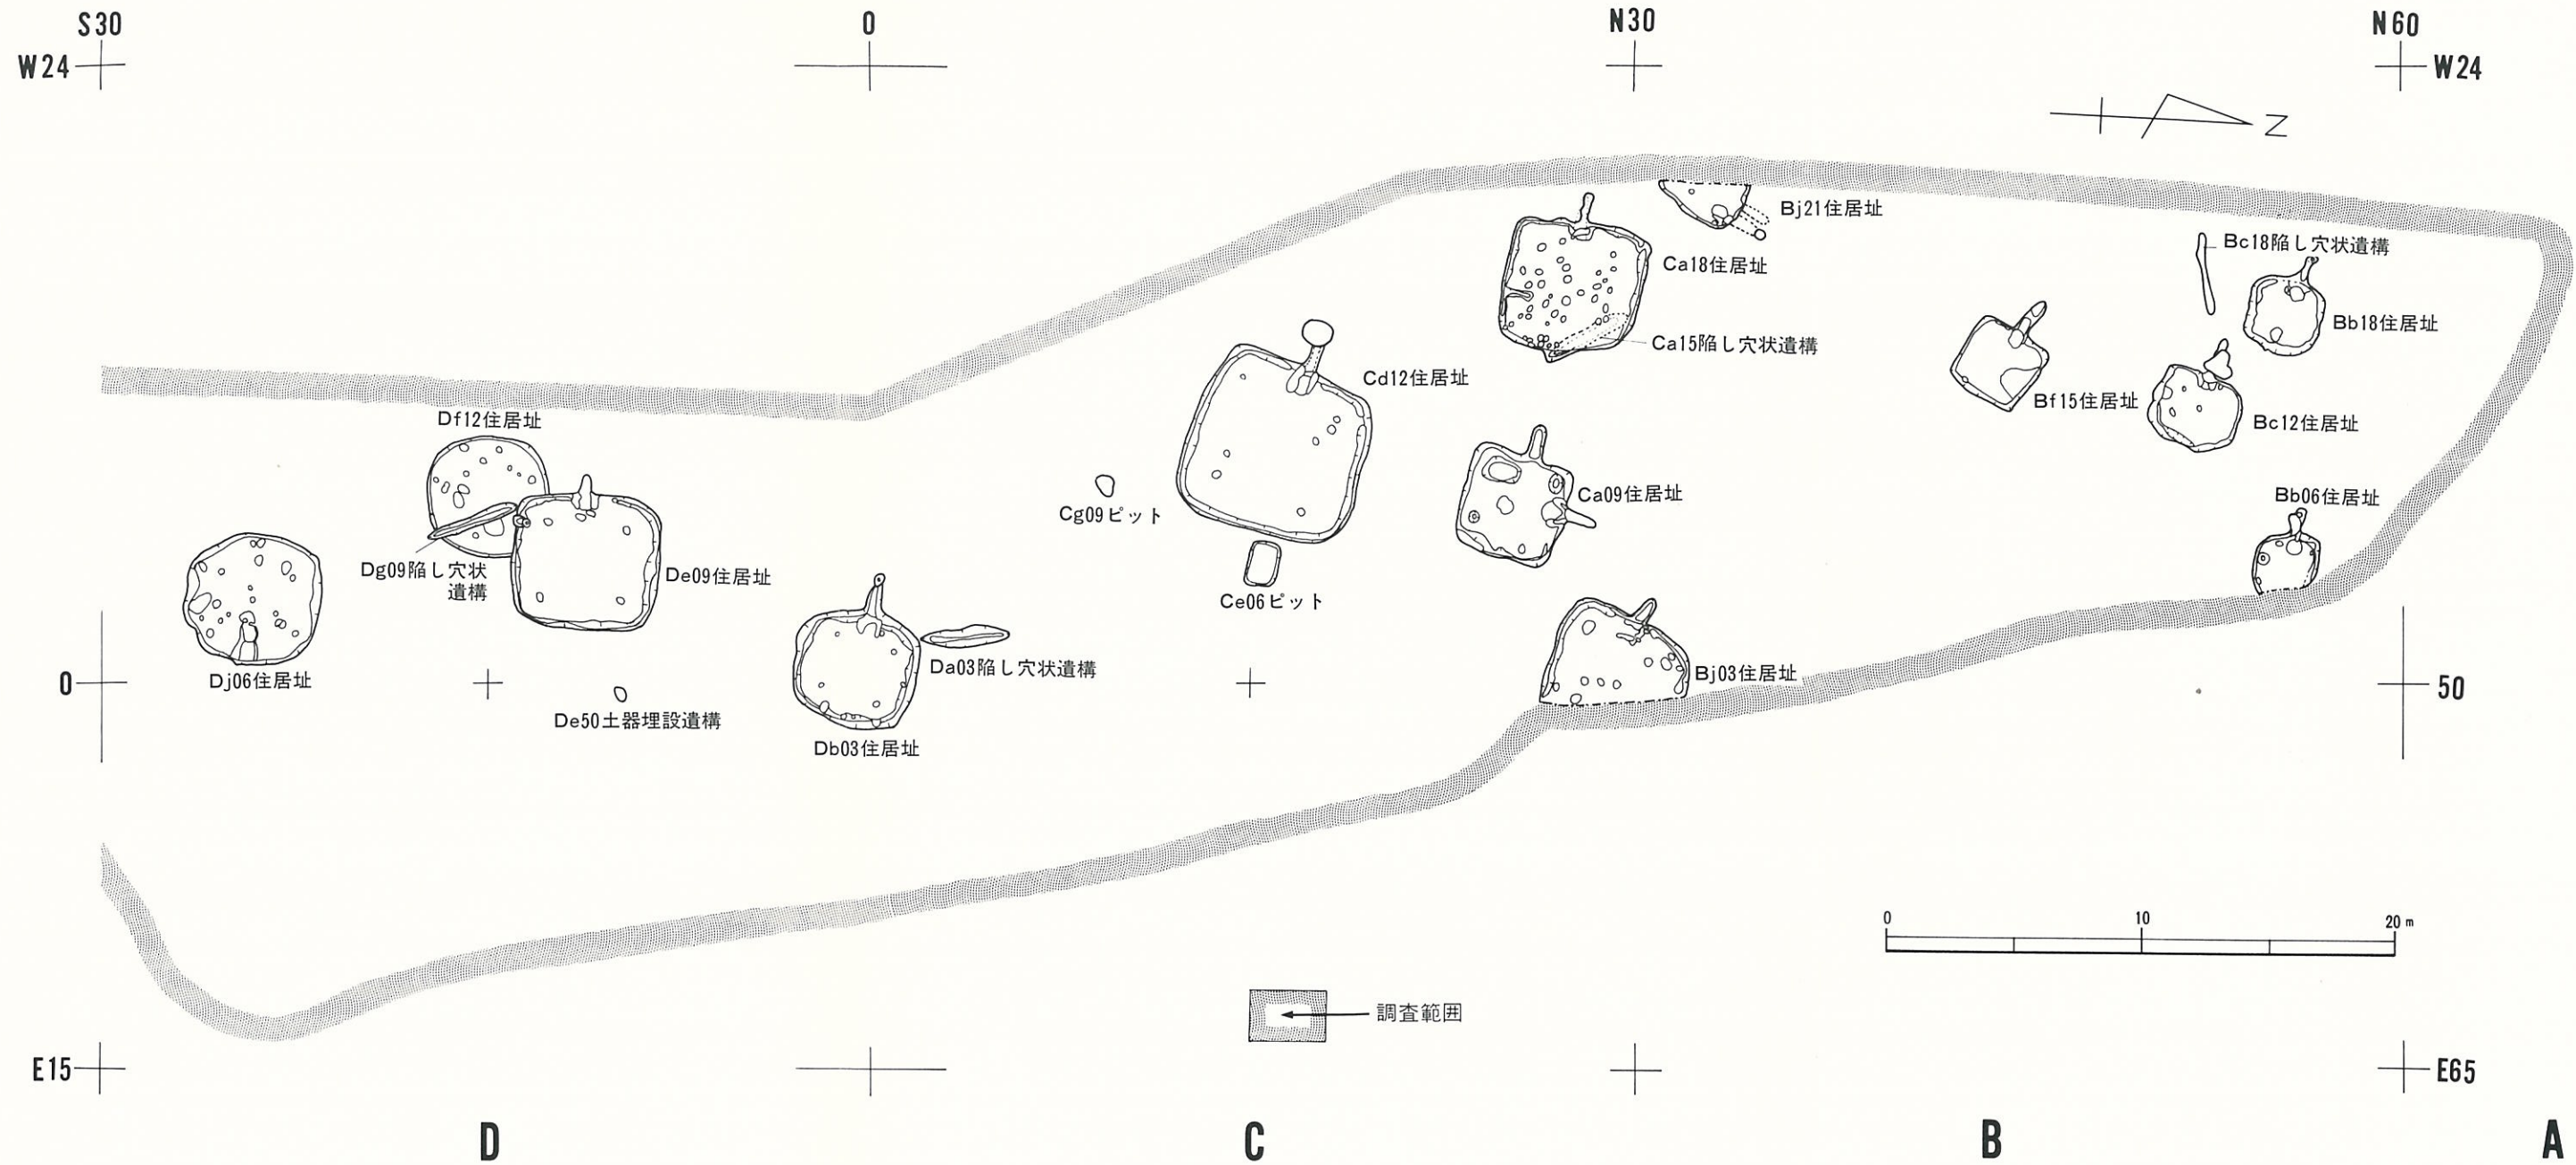 S30
0
N30
N60
W24
W24
Z
Bj21住居址
Bc18陥し穴状遺構
Ca18住居址
Bb18住居址
Ca15陥し穴状遺構
Cd12住居址
Bf15住居址
Bc12住居址
Df12住居址
Ca09住居址
Bb06住居址
Cg09ピット
Dg09陥し穴状
遺構
De09住居址
Ce06ピット
Da03陥し穴状遺構
Bj03住居址
0
Dj06住居址
50
De50土器埋設遺構
Db03住居址
0
10
20 m
調査範囲
E15
E65
D
C
B
A